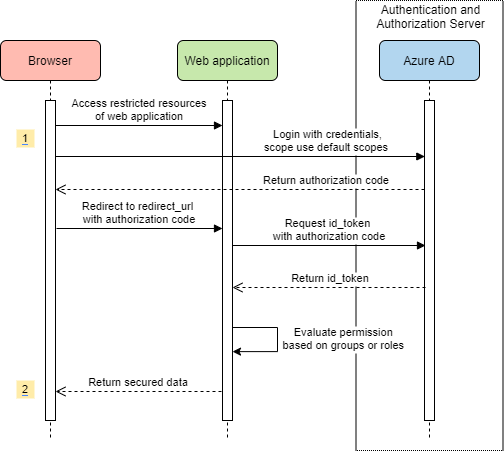 Authentication and
Authorization Server
Browser
Web application
Azure AD
Access restricted resources
of web application
1
Login with credentials,
scope use default scopes
Return authorization code
Redirect to redirect_url
with authorization code
Request id_token
with authorization code
Return id_token
Evaluate permission
based on groups or roles
Return secured data
2